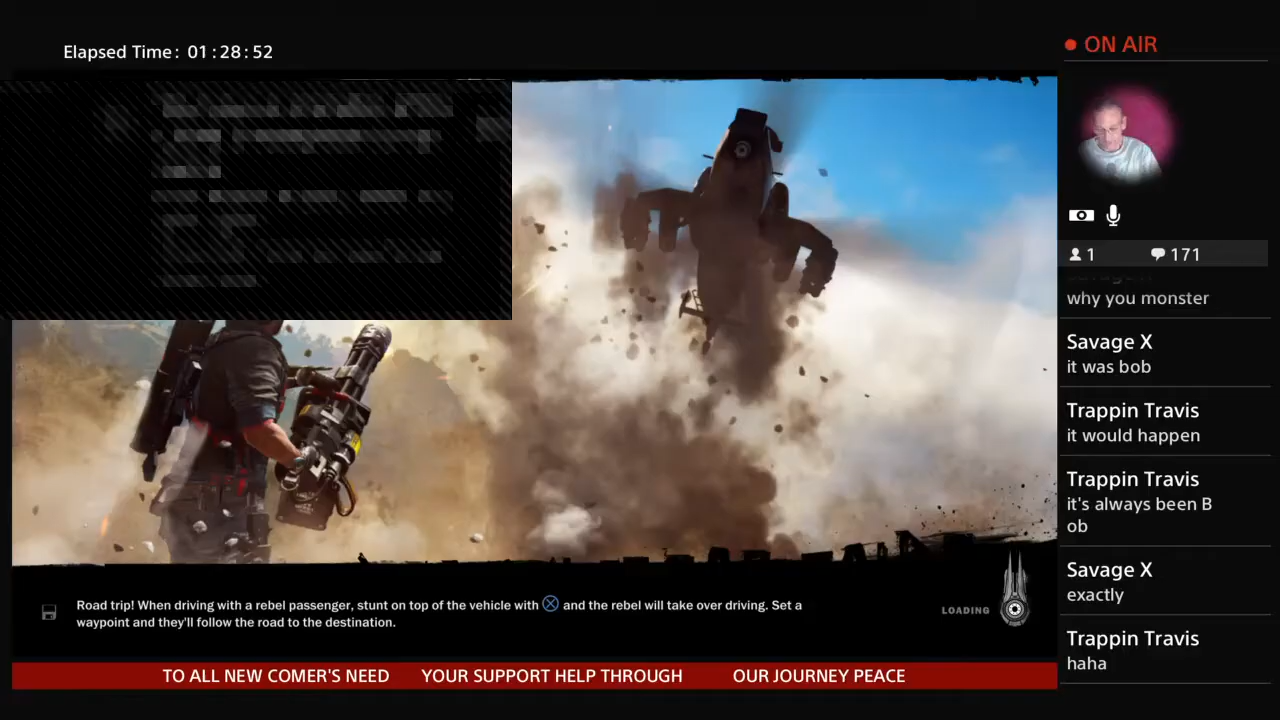 Elapsed Time: 01:28:52
ON AIR
1
171
why you monster
Savage X
it was bob
Trappin Travis
it would happen
Trappin Travis
it's always been B
ob
Savage X
exactly
Trappin Travis
haha
Road trip! When driving with a rebel passenger, stunt on top of the vehicle with and the rebel will take over driving. Set a
waypoint and they'll follow the road to the destination.
LOADING
TO ALL NEW COMER'S NEED YOUR SUPPORT HELP THROUGH OUR JOURNEY PEACE